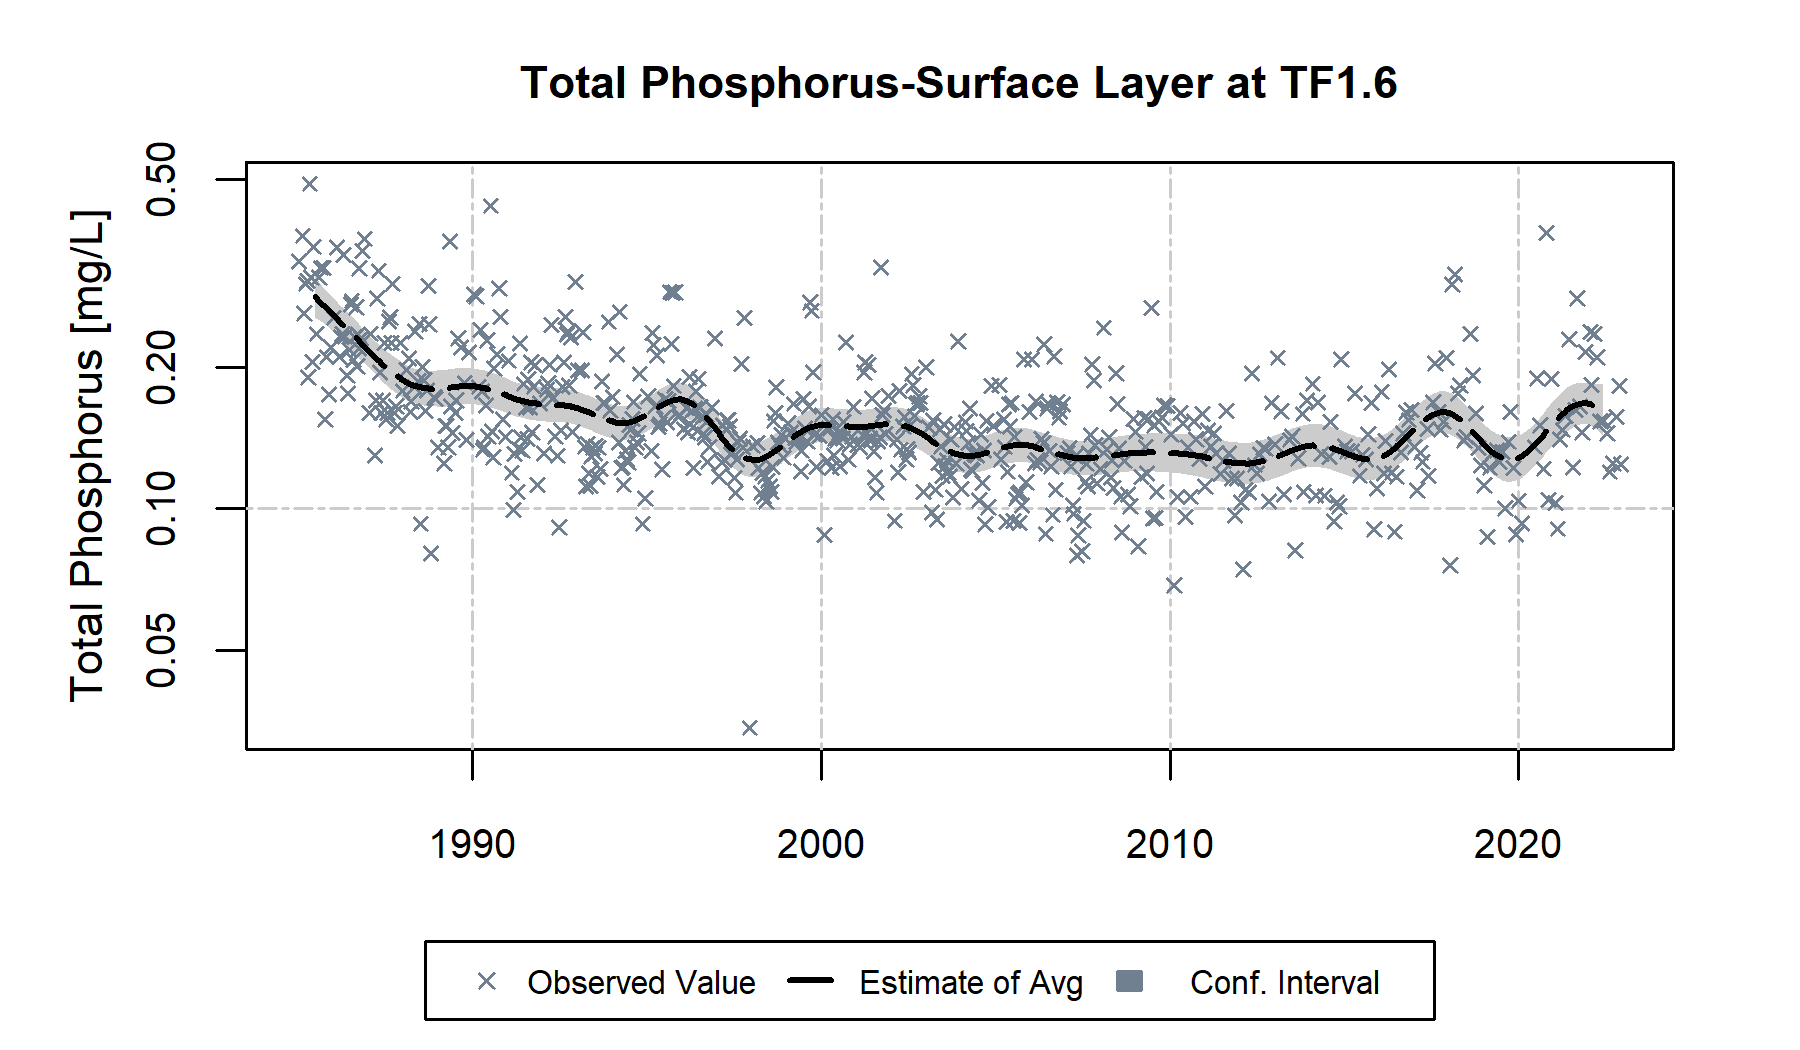 Total Phosphorus-Surface Layer at TF1.6
Total Phosphorus [mg/L]
0.50
0.20
0.10
0.05
1990 2000 2010 2020
Observed Value Estimate of Avg Conf. Interval